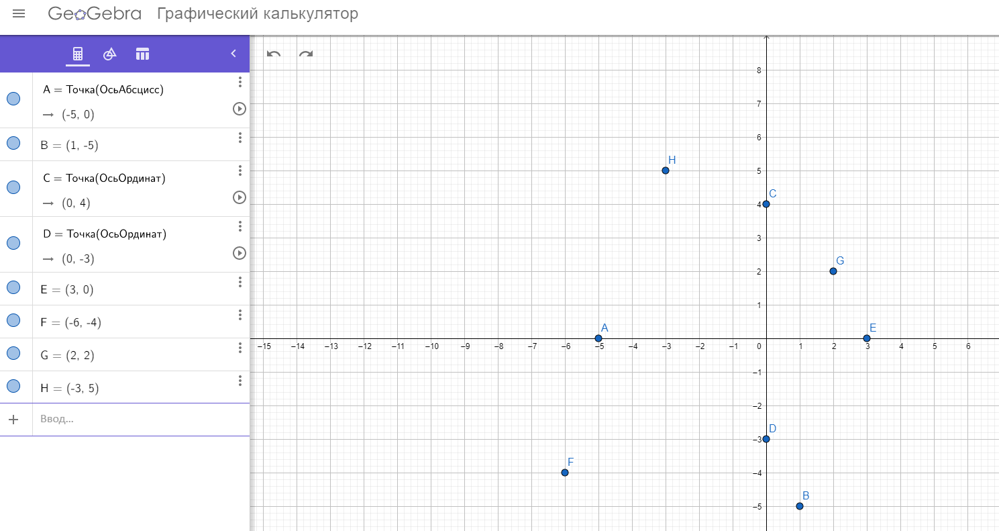 GeoGebra Графический калькулятор
A = Точка(ОсьАбсцисс)
→ (-5, 0)
B = (1, -5)
C = Точка(ОсьОрдинат)
→ (0, 4)
D = Точка(ОсьОрдинат)
→ (0, -3)
E = (3, 0)
F = (-6, -4)
G = (2, 2)
H = (-3, 5)
Ввод...
8
7
6
H
5
C
4
3
G
2
1
A
E
–15 –14 –13 –12 –11 –10 –9 –8 –7 –6 –5 –4 –3 –2 –1 0 1 2 3 4 5 6
–1
–2
D
–3
F
–4
B
–5